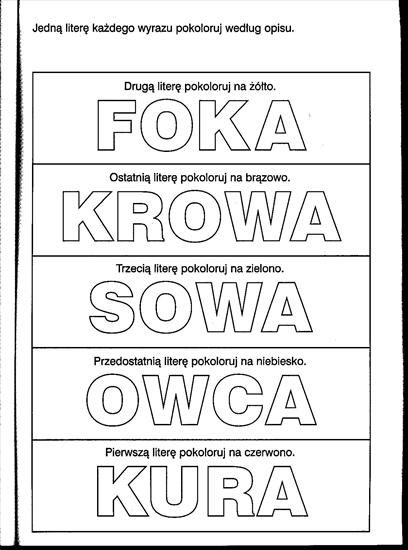 Jedną literę każdego wyrazu pokoloruj według opisu.
Drugą literę pokoloruj na żółto.
FOKA
Ostatnią literę pokoloruj na brązowo.
KROWA
Trzecią literę pokoloruj na zielono.
SOWA
Przedostatnią literę pokoloruj na niebiesko.
OWCA
Pierwszą literę pokoloruj na czerwono.
KURA